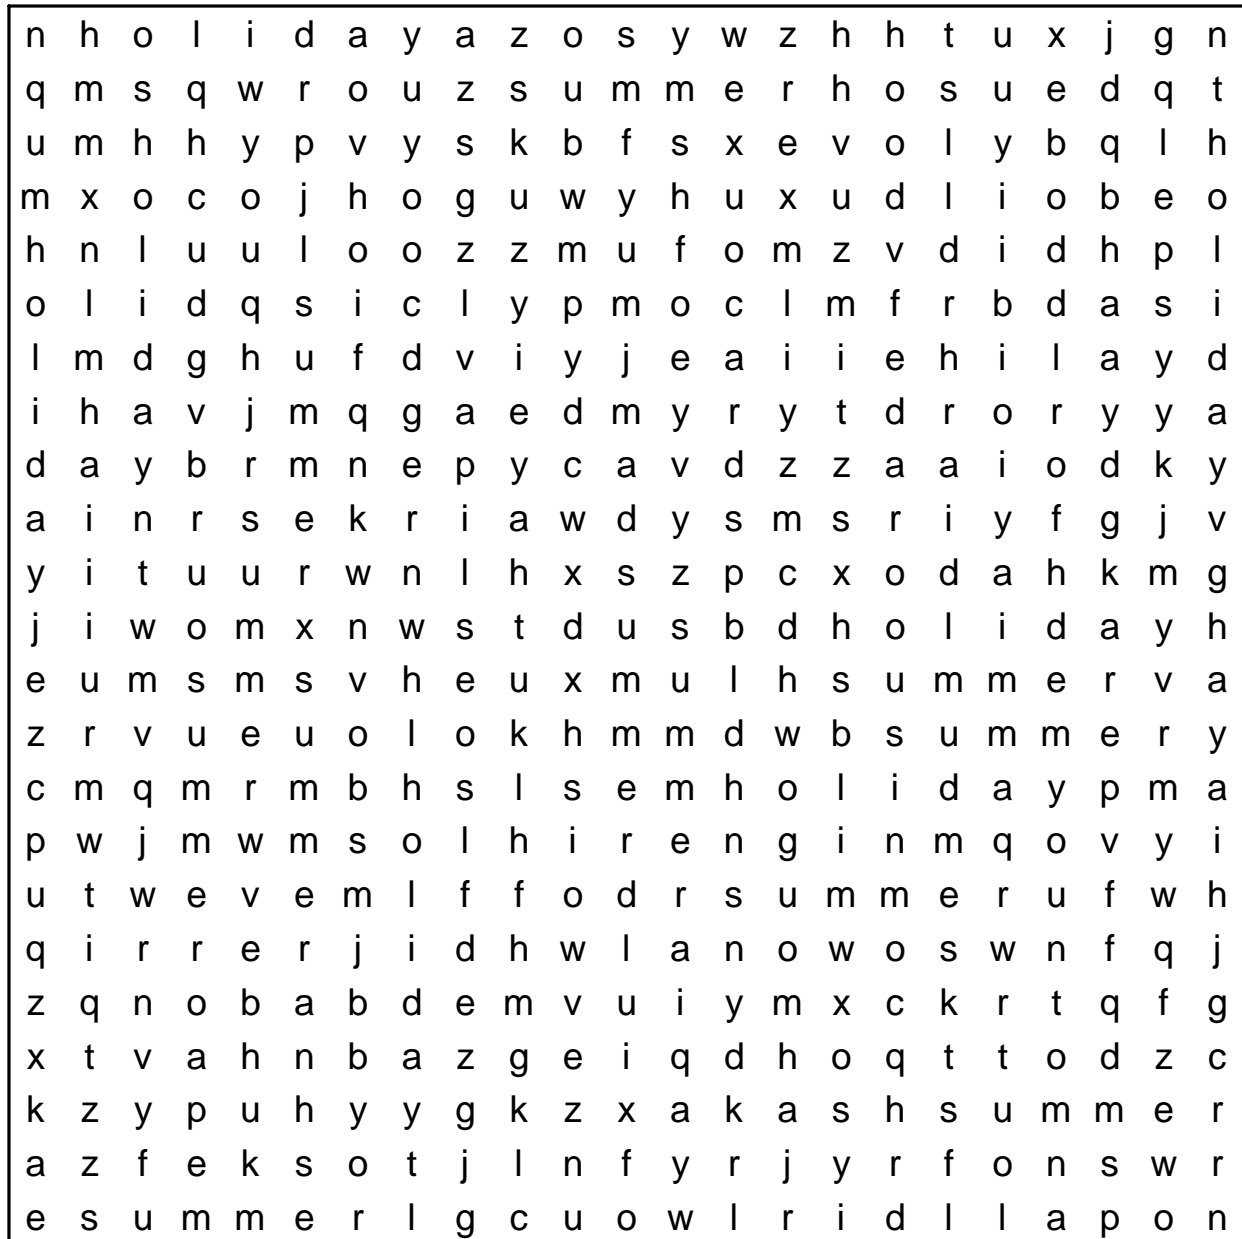 n h o l i d a y a z o s y w z h h t u x j g n
q m s q w r o u z s u m m e r h o s u e d q t
u m h h y p v y s k b f s x e v o l y b q l h
m x o c o j h o g u w y h u x u d l i o b e o
h n l u u l o o z z m u f o m z v d i d h p l
o l i d q s i c l y p m o c l m f r b d a s i
l m d g h u f d v i y j e a i i e h i l a y d
i h a v j m q g a e d m y r y t d r o r y y a
d a y b r m n e p y c a v d z z a a i o d k y
a i n r s e k r i a w d y s m s r i y f g j v
y i t u u r w n l h x s z p c x o d a h k m g
j i w o m x n w s t d u s b d h o l i d a y h
e u m s m s v h e u x m u l h s u m m e r v a
z r v u e u o l o k h m m d w b s u m m e r y
c m q m r m b h s l s e m h o l i d a y p m a
p w j m w m s o l h i r e n g i n m q o v y i
u t w e v e m l f f o d r s u m m e r u f w h
q i r r e r j i d h w l a n o w o s w n f q j
z q n o b a b d e m v u i y m x c k r t q f g
x t v a h n b a z g e i q d h o q t t o d z c
k z y p u h y y g k z x a k a s h s u m m e r
a z f e k s o t j l n f y r j y r f o n s w r
e s u m m e r l g c u o w l r i d l l a p o n